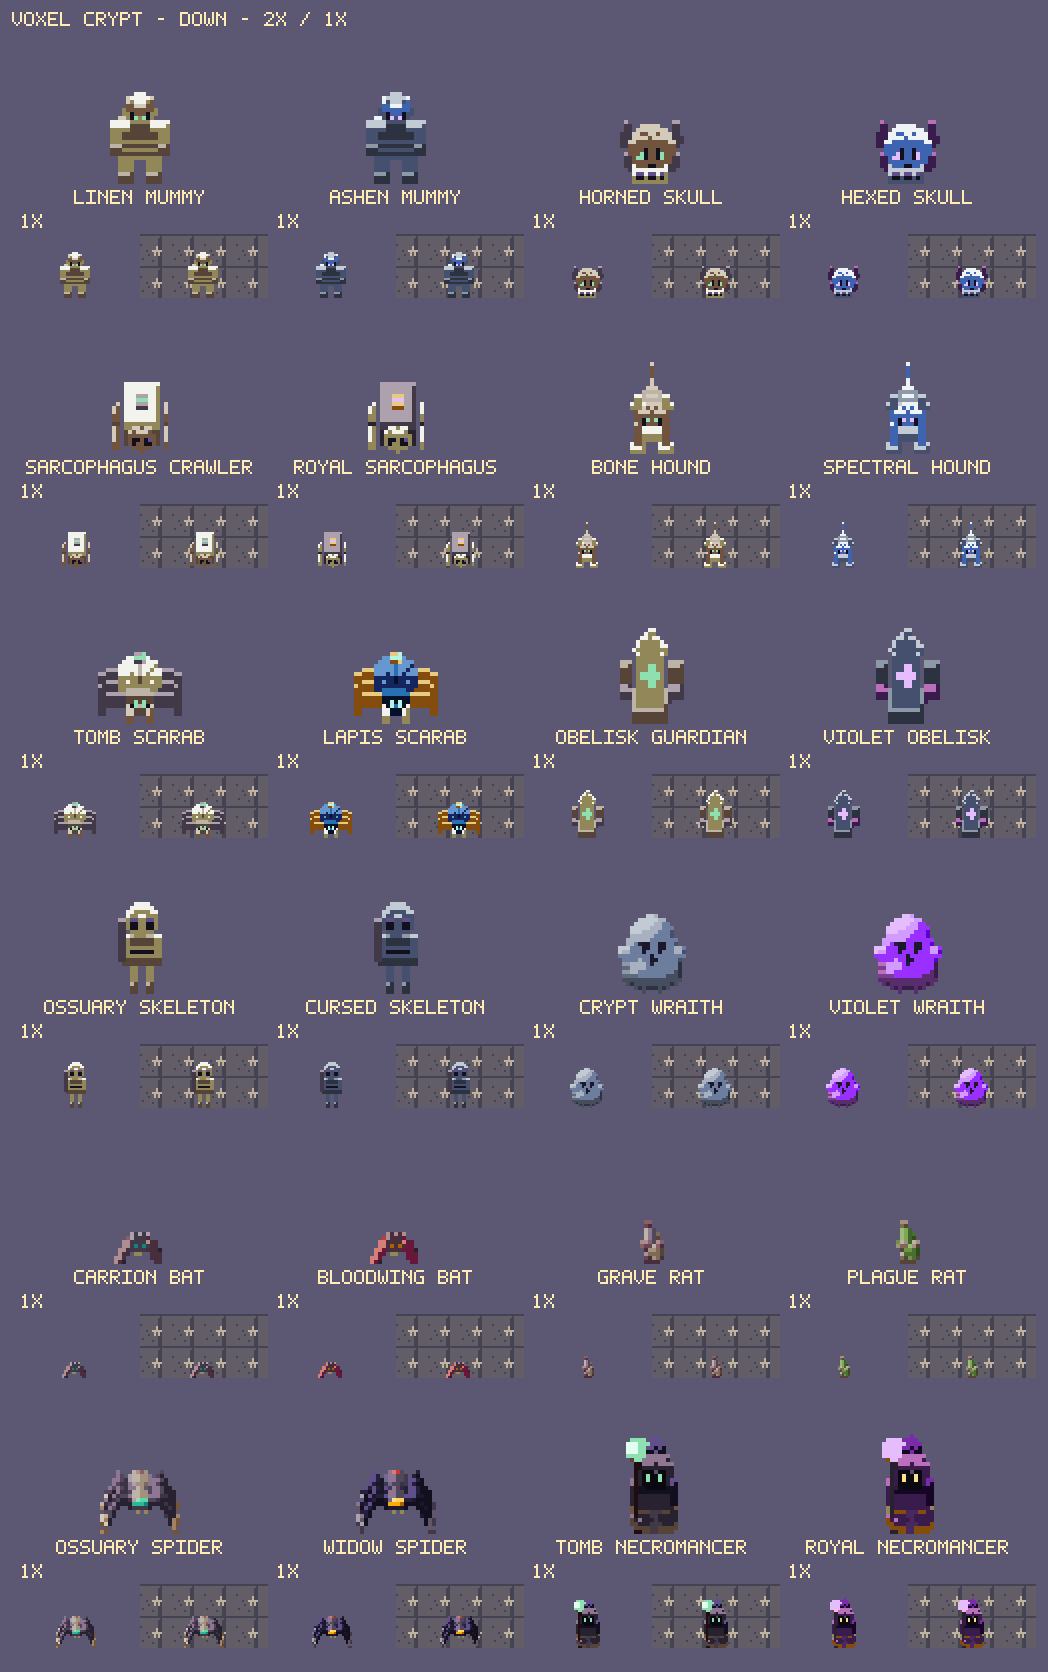 VOXEL CRYPT - DOWN - 2X / 1X
LINEN MUMMY ASHEN MUMMY HORNED SKULL HEXED SKULL
1X 1X 1X 1X
SARCOPHAGUS CRAWLER ROYAL SARCOPHAGUS BONE HOUND SPECTRAL HOUND
1X 1X 1X 1X
TOMB SCARAB LAPIS SCARAB OBELISK GUARDIAN VIOLET OBELISK
1X 1X 1X 1X
OSSUARY SKELETON CURSED SKELETON CRYPT WRAITH VIOLET WRAITH
1X 1X 1X 1X
CARRION BAT BLOODWING BAT GRAVE RAT PLAGUE RAT
1X 1X 1X 1X
OSSUARY SPIDER WIDOW SPIDER TOMB NECROMANCER ROYAL NECROMANCER
1X 1X 1X 1X